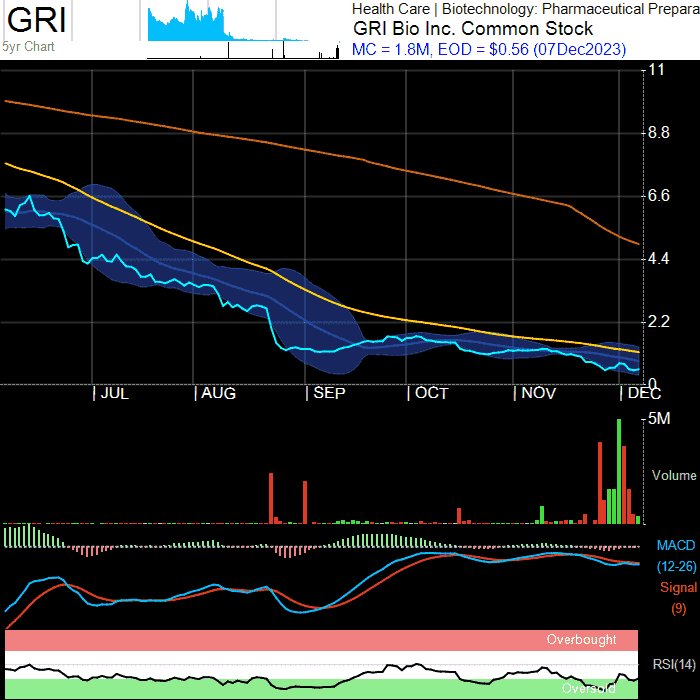 GRI
5yr Chart
Health Care | Biotechnology: Pharmaceutical Prepara
GRI Bio Inc. Common Stock
MC = 1.8M, EOD = $0.56 (07Dec2023)
11
8.8
6.6
4.4
2.2
0
| JUL | AUG | SEP | OCT | NOV | DEC
5M
Volume
MACD
(12-26)
Signal
(9)
Overbought
RSI(14)
Oversold